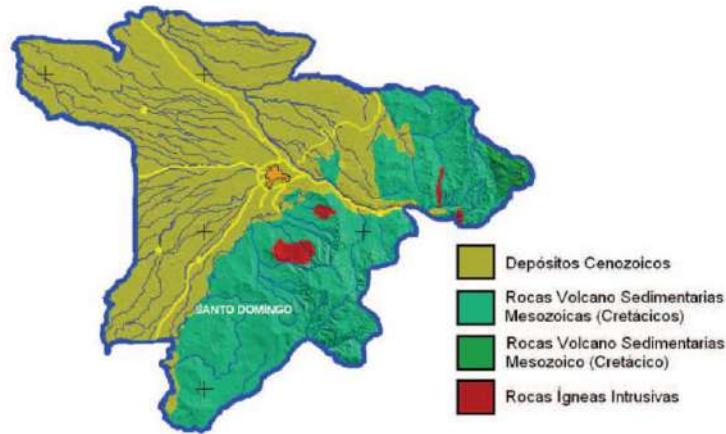 Depósitos Cenozoicos
Rocas Volcano Sedimentarias
Mesozoicas (Cretácicos)
SANTO DOMINGO
Rocas Volcano Sedimentarias
Mesozoico (Cretácico)
Rocas Ígneas Intrusivas